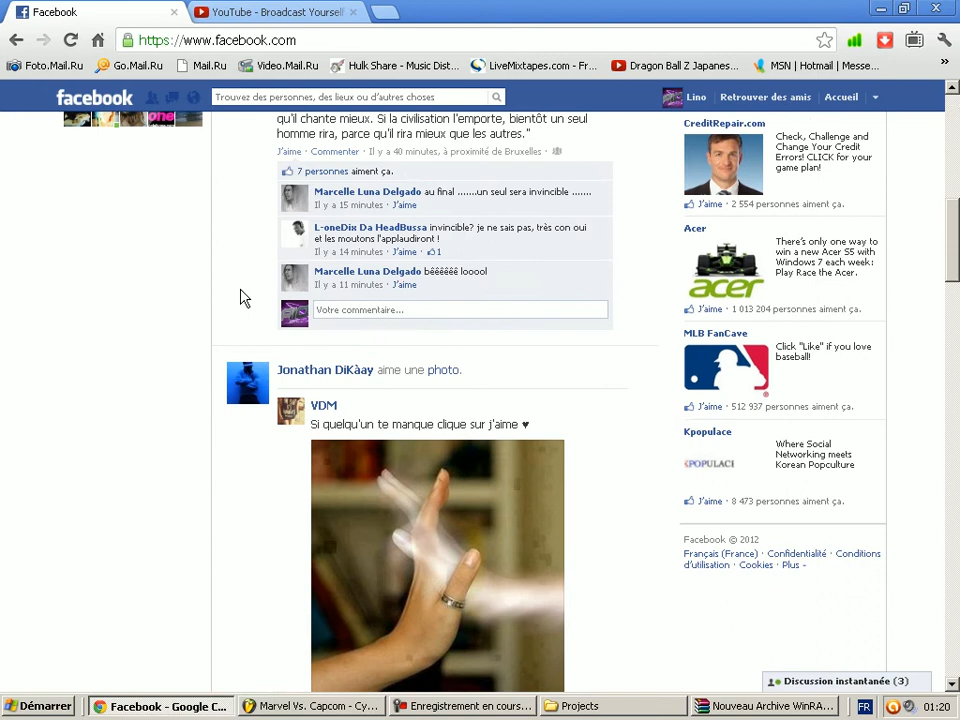 Facebook
YouTube - Broadcast Yourself
https://www.facebook.com
Foto.Mail.Ru
Go.Mail.Ru
Mail.Ru
Video.Mail.Ru
Hulk Share - Music Dist...
LiveMixtapes.com - Fr...
Dragon Ball Z Japanes...
MSN | Hotmail | Messe...
»
facebook
Trouvez des personnes, des lieux ou d'autres choses
Lino
Retrouver des amis
Accueil
qu'il chante mieux. Si la civilisation l'emporte, bientôt un seul
homme rira, parce qu'il rira mieux que les autres."
J'aime · Commenter · Il y a 40 minutes, à proximité de Bruxelles ·
7 personnes aiment ça.
Marcelle Luna Delgado au final .......un seul sera invincible .......
Il y a 15 minutes · J'aime
L-oneDix Da HeadBussa invincible? je ne sais pas, très con oui
et les moutons l'applaudiront !
Il y a 14 minutes · J'aime · 1
Marcelle Luna Delgado bêêêêêê looool
Il y a 11 minutes · J'aime
Votre commentaire...
Jonathan DiKàay aime une photo.
VDM
Si quelqu'un te manque clique sur j'aime ♥
CreditRepair.com
Check, Challenge and
Change Your Credit
Errors! CLICK for your
game plan!
J'aime · 2 554 personnes aiment ça.
Acer
There's only one way to
win a new Acer S5 with
Windows 7 each week:
Play Race the Acer.
acer
J'aime · 1 013 204 personnes aiment ça.
MLB FanCave
Click "Like" if you love
baseball!
J'aime · 512 937 personnes aiment ça.
Kpopulace
Where Social
Networking meets
Korean Popculture
KPOPULACE
J'aime · 8 473 personnes aiment ça.
Facebook © 2012
Français (France) · Confidentialité · Conditions
d'utilisation · Cookies · Plus
Discussion instantanée (3)
Démarrer
Facebook - Google C...
Marvel Vs. Capcom - Cy...
Enregistrement en cours...
Projects
Nouveau Archive WinRA...
FR
01:20